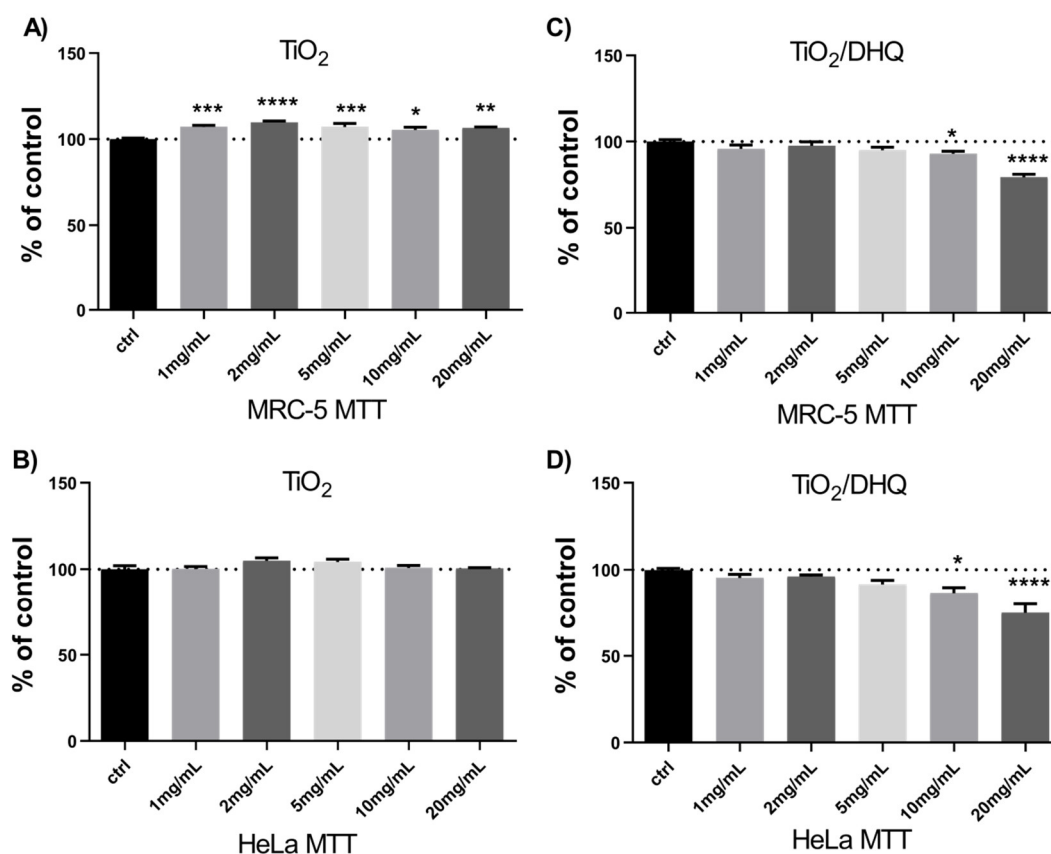 A)
TiO2
% of control
150
100
50
0
*** **** *** * **
ctrl 1mg/mL 2mg/mL 5mg/mL 10mg/mL 20mg/mL
MRC-5 MTT
C)
TiO2/DHQ
% of control
150
100
50
0
* ****
ctrl 1mg/mL 2mg/mL 5mg/mL 10mg/mL 20mg/mL
MRC-5 MTT
B)
TiO2
% of control
150
100
50
0
ctrl 1mg/mL 2mg/mL 5mg/mL 10mg/mL 20mg/mL
HeLa MTT
D)
TiO2/DHQ
% of control
150
100
50
0
* ****
ctrl 1mg/mL 2mg/mL 5mg/mL 10mg/mL 20mg/mL
HeLa MTT